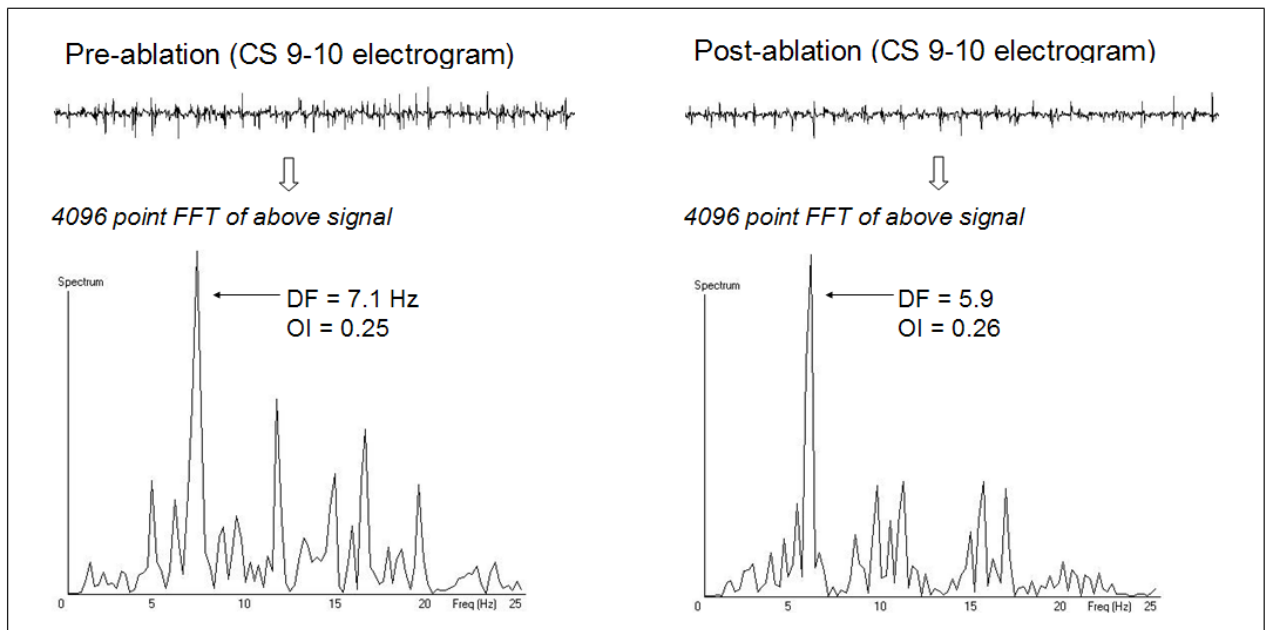 Pre-ablation (CS 9-10 electrogram)
4096 point FFT of above signal
Spectrum
DF = 7.1 Hz
OI = 0.25
0 5 10 15 20 Freq (Hz) 25
Post-ablation (CS 9-10 electrogram)
4096 point FFT of above signal
Spectrum
DF = 5.9
OI = 0.26
0 5 10 15 20 Freq (Hz) 25